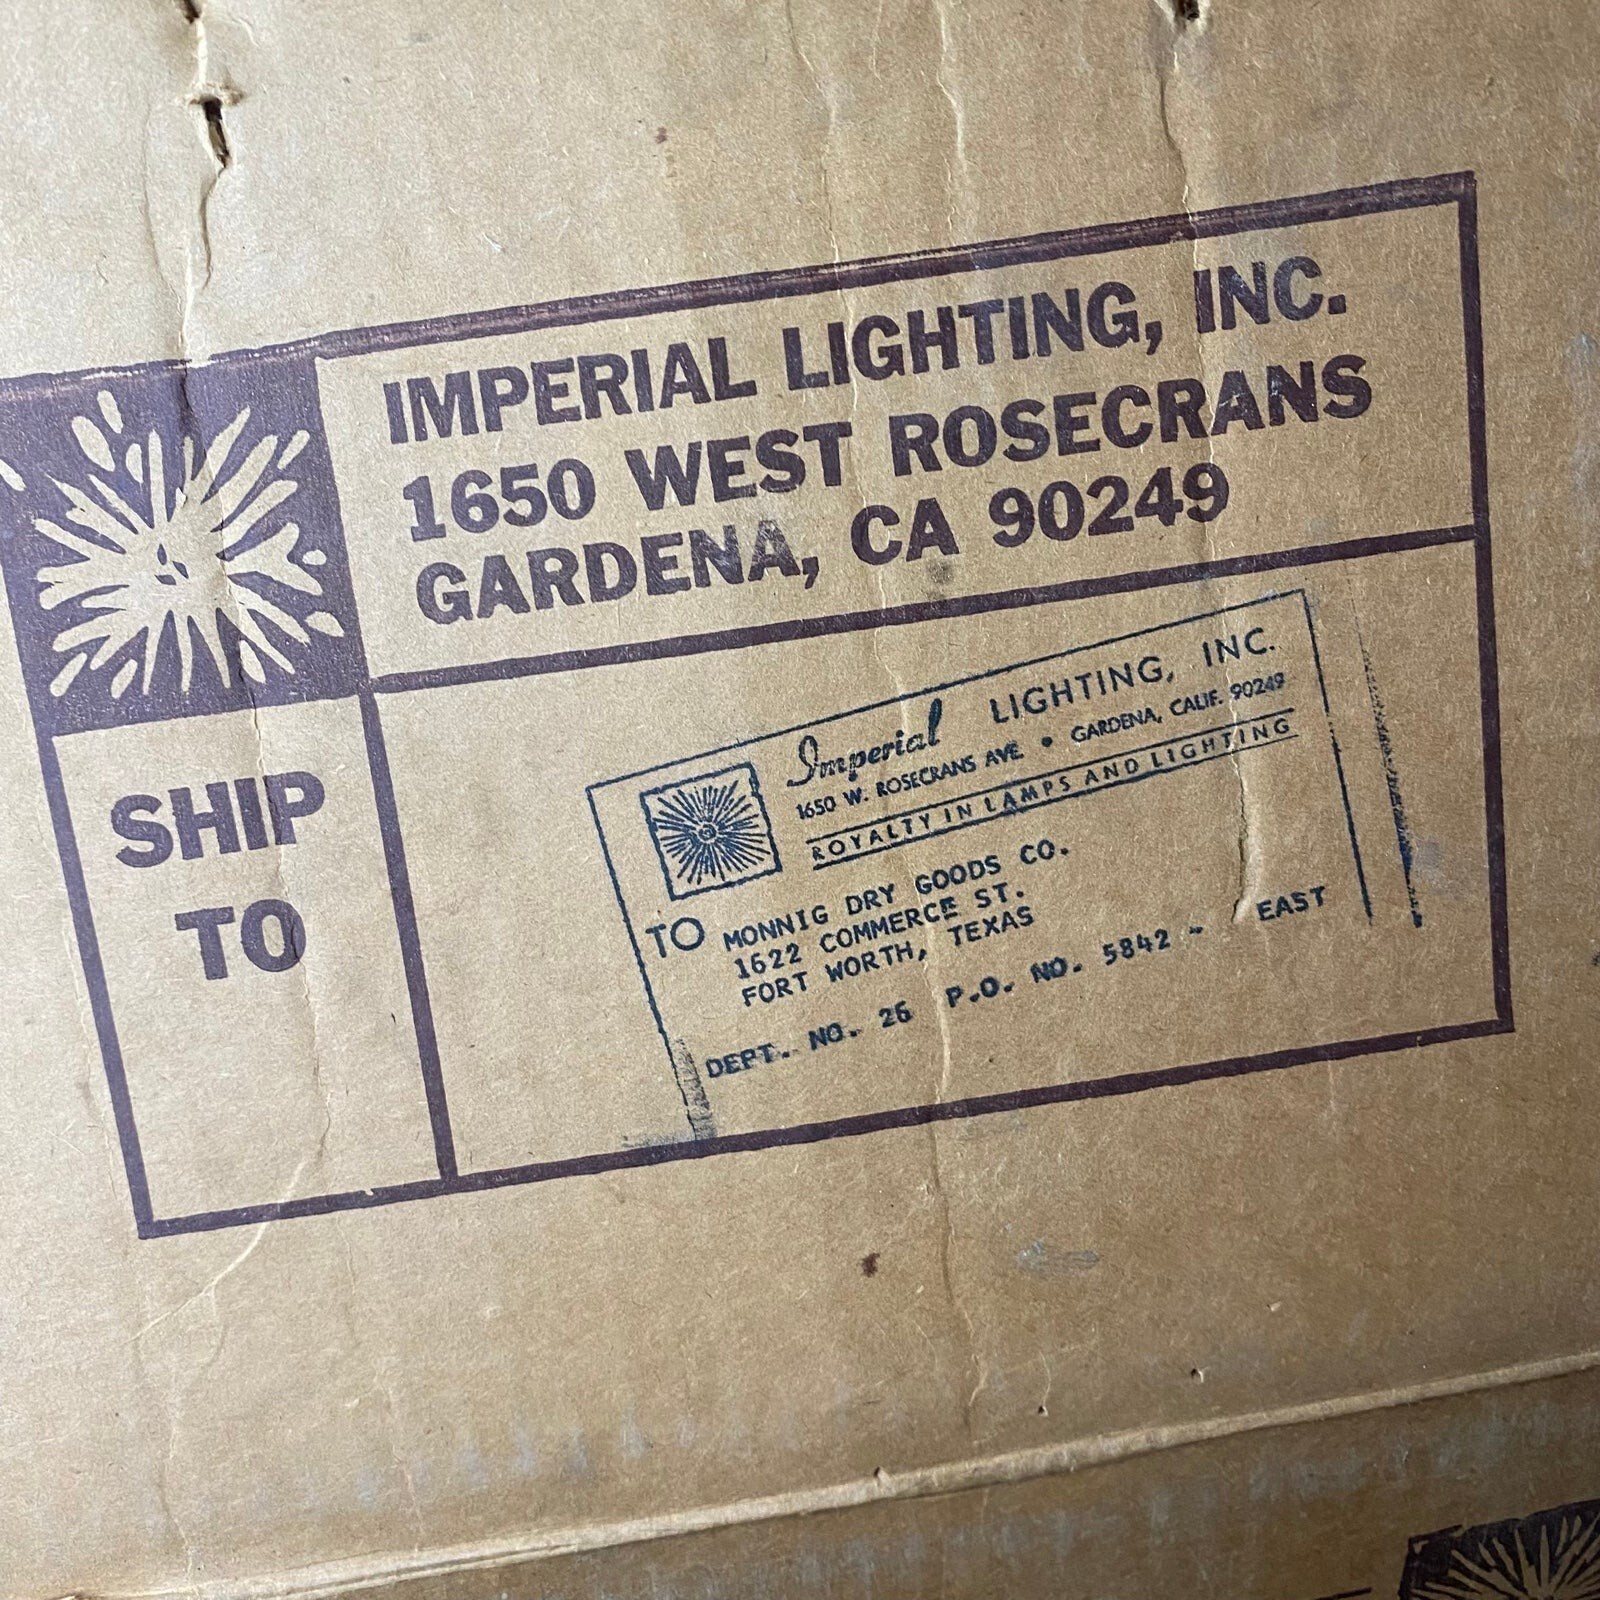 IMPERIAL LIGHTING, INC.
1650 WEST ROSECRANS
GARDENA, CA 90249
SHIP
TO
Imperial LIGHTING, INC.
1650 W. ROSECRANS AVE. • GARDENA, CALIF. 90249
ROYALTY IN LAMPS AND LIGHTING
TO MONNIG DRY GOODS CO.
1622 COMMERCE ST.
FORT WORTH, TEXAS
DEPT. NO. 26 P.O. NO. 5842 - EAST